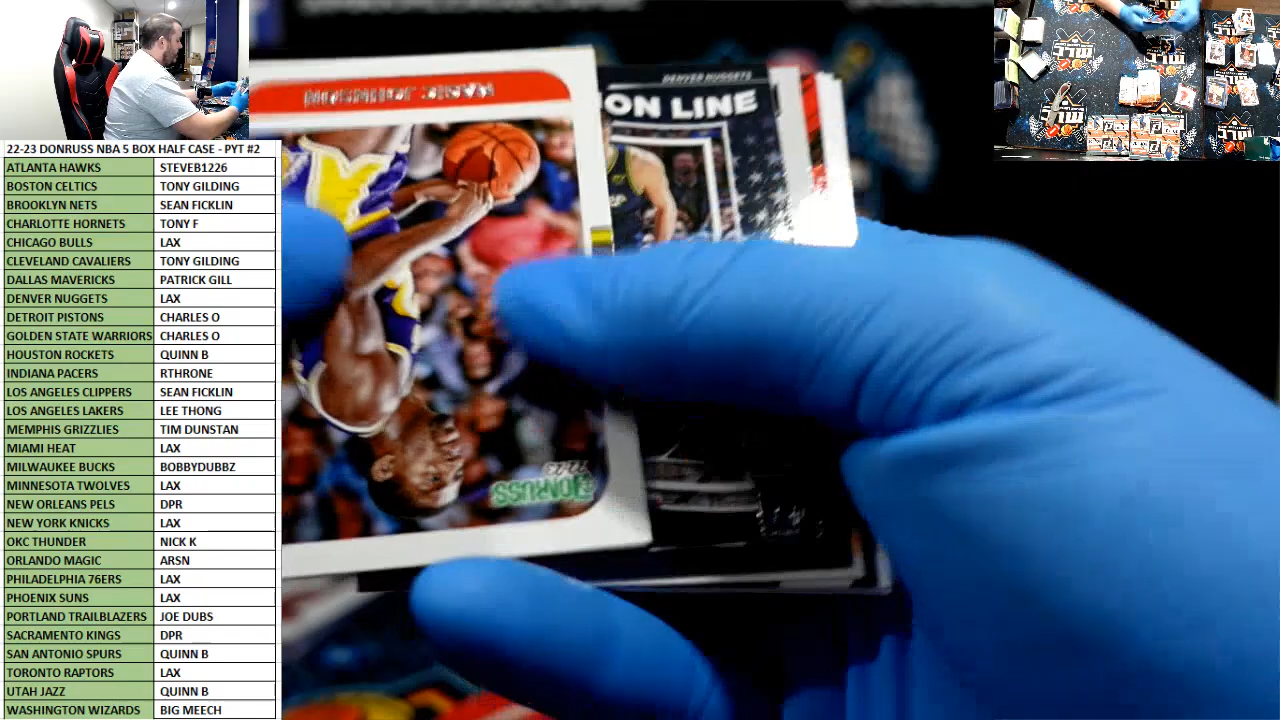 22-23 DONRUSS NBA 5 BOX HALF CASE - PYT #2
ATLANTA HAWKS STEVEB1226
BOSTON CELTICS TONY GILDING
BROOKLYN NETS SEAN FICKLIN
CHARLOTTE HORNETS TONY F
CHICAGO BULLS LAX
CLEVELAND CAVALIERS TONY GILDING
DALLAS MAVERICKS PATRICK GILL
DENVER NUGGETS LAX
DETROIT PISTONS CHARLES O
GOLDEN STATE WARRIORS CHARLES O
HOUSTON ROCKETS QUINN B
INDIANA PACERS RTHRONE
LOS ANGELES CLIPPERS SEAN FICKLIN
LOS ANGELES LAKERS LEE THONG
MEMPHIS GRIZZLIES TIM DUNSTAN
MIAMI HEAT LAX
MILWAUKEE BUCKS BOBBYDUBBZ
MINNESOTA TWOLVES LAX
NEW ORLEANS PELS DPR
NEW YORK KNICKS LAX
OKC THUNDER NICK K
ORLANDO MAGIC ARSN
PHILADELPHIA 76ERS LAX
PHOENIX SUNS LAX
PORTLAND TRAILBLAZERS JOE DUBS
SACRAMENTO KINGS DPR
SAN ANTONIO SPURS QUINN B
TORONTO RAPTORS LAX
UTAH JAZZ QUINN B
WASHINGTON WIZARDS BIG MEECH
MAGIC JOHNSON
DENVER NUGGETS
ON LINE
22-23
DONRUSS